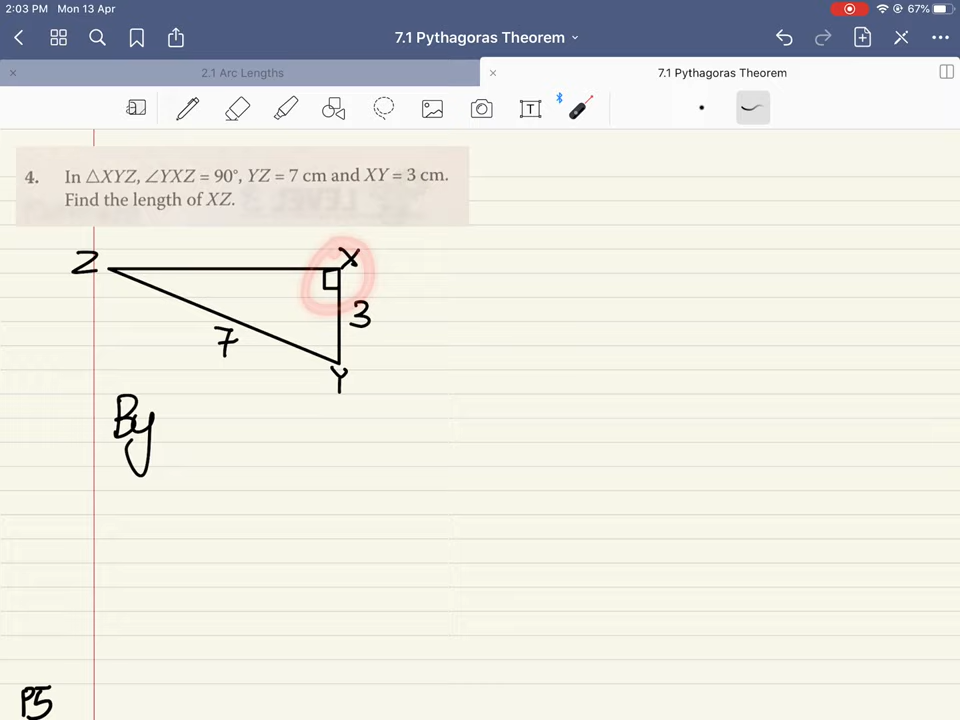 2:03 PM Mon 13 Apr
67%
7.1 Pythagoras Theorem
2.1 Arc Lengths
7.1 Pythagoras Theorem
T
4. In △XYZ, ∠YXZ = 90°, YZ = 7 cm and XY = 3 cm.
Find the length of XZ.
Z
X
3
7
Y
By
P5